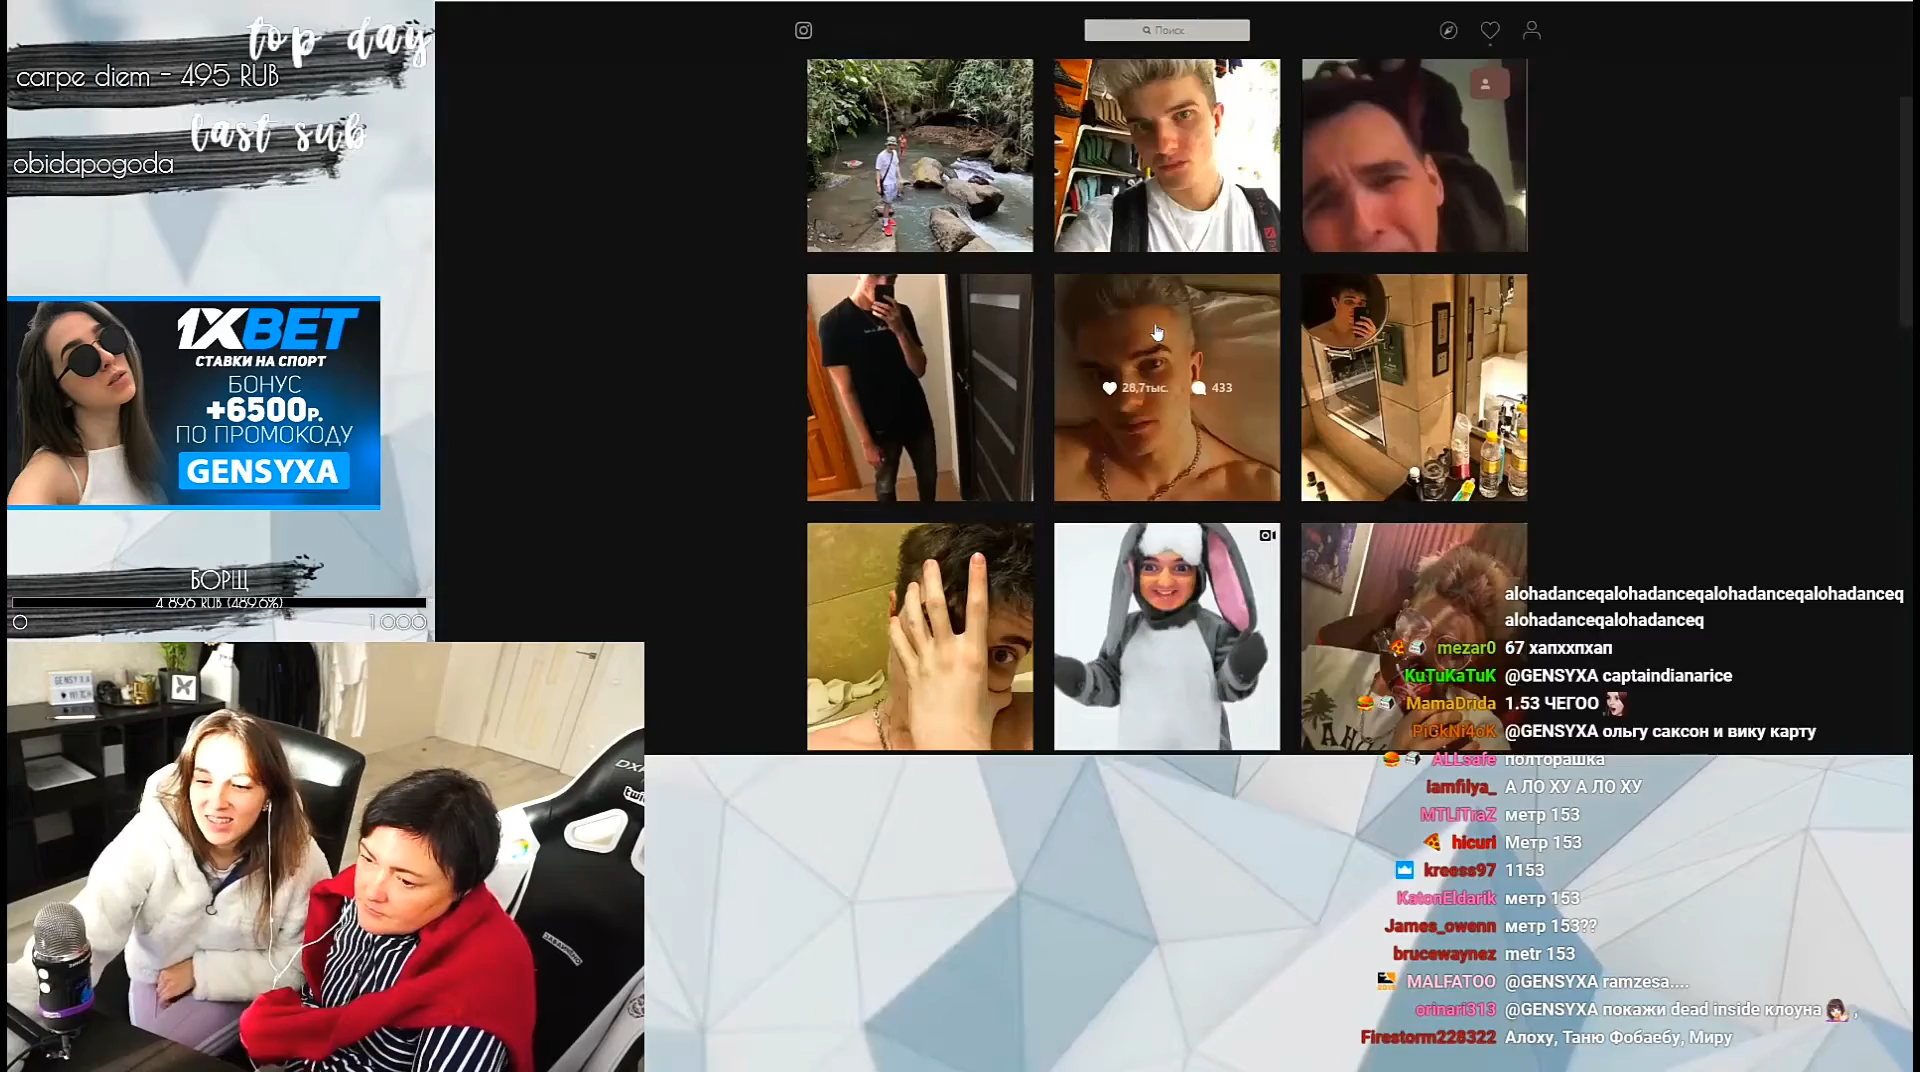 top day
carpe diem - 495 RUB
last sub
obidapogoda
1XBET
СТАВКИ НА СПОРТ
БОНУС
+6500Р.
ПО ПРОМОКОДУ
GENSYXA
БОРЩ
4 896 RUB (489.6%)
0
1000
Поиск
28,7тыс.
433
alohadanceqalohadanceqalohadanceqalohadanceq
alohadanceqalohadanceq
mezar0 67 хапххпхап
KuTuKaTuK @GENSYXA captaindianarice
MamaDrida 1.53 ЧЕГОО
PiGkNi4oK @GENSYXA ольгу саксон и вику карту
ALLsafe полторашка
iamfilya_ А ЛО ХУ А ЛО ХУ
MTLiTraZ метр 153
hicuri Метр 153
kreess97 1153
KatonEldarik метр 153
James_owenn метр 153??
brucewaynez metr 153
MALFATOO @GENSYXA ramzesa....
orinari313 @GENSYXA покажи dead inside клоуна
Firestorm228322 Алоху, Таню Фобаебу, Миру
GENSYXA